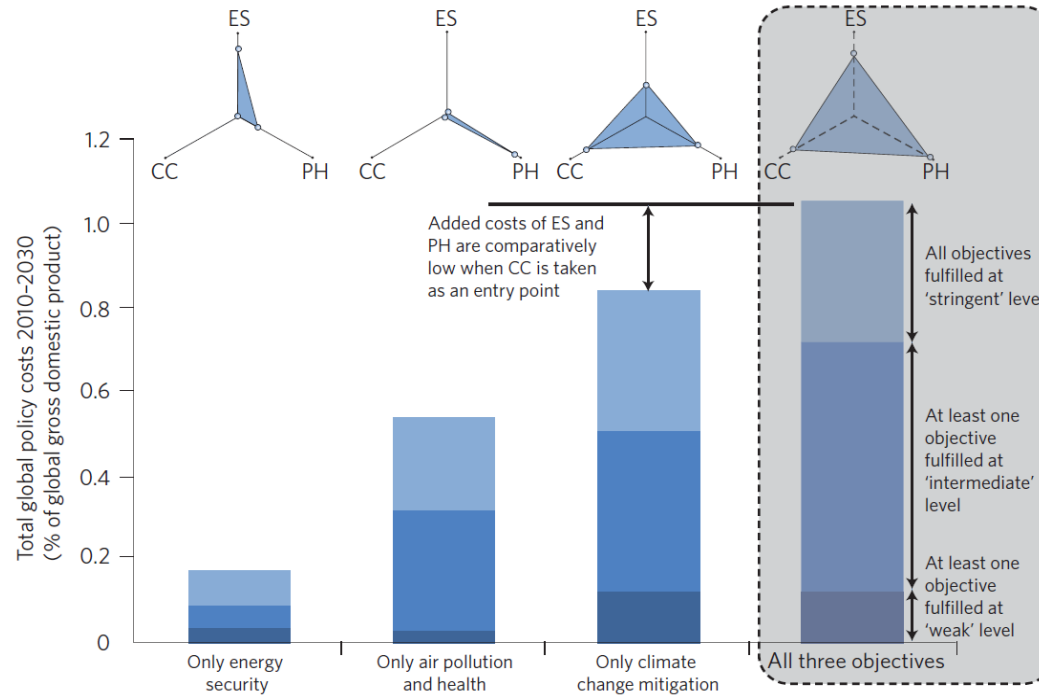 ES
ES
ES
ES
CC
PH
CC
PH
CC
PH
CC
PH
Total global policy costs 2010–2030
(% of global gross domestic product)
1.2
1.0
0.8
0.6
0.4
0.2
0
Added costs of ES and
PH are comparatively
low when CC is taken
as an entry point
All objectives
fulfilled at
‘stringent’ leve
At least one
objective
fulfilled at
‘intermediate’
level
At least one
objective
fulfilled at
‘weak’ level
Only energy
security
Only air pollution
and health
Only climate
change mitigation
All three objectives